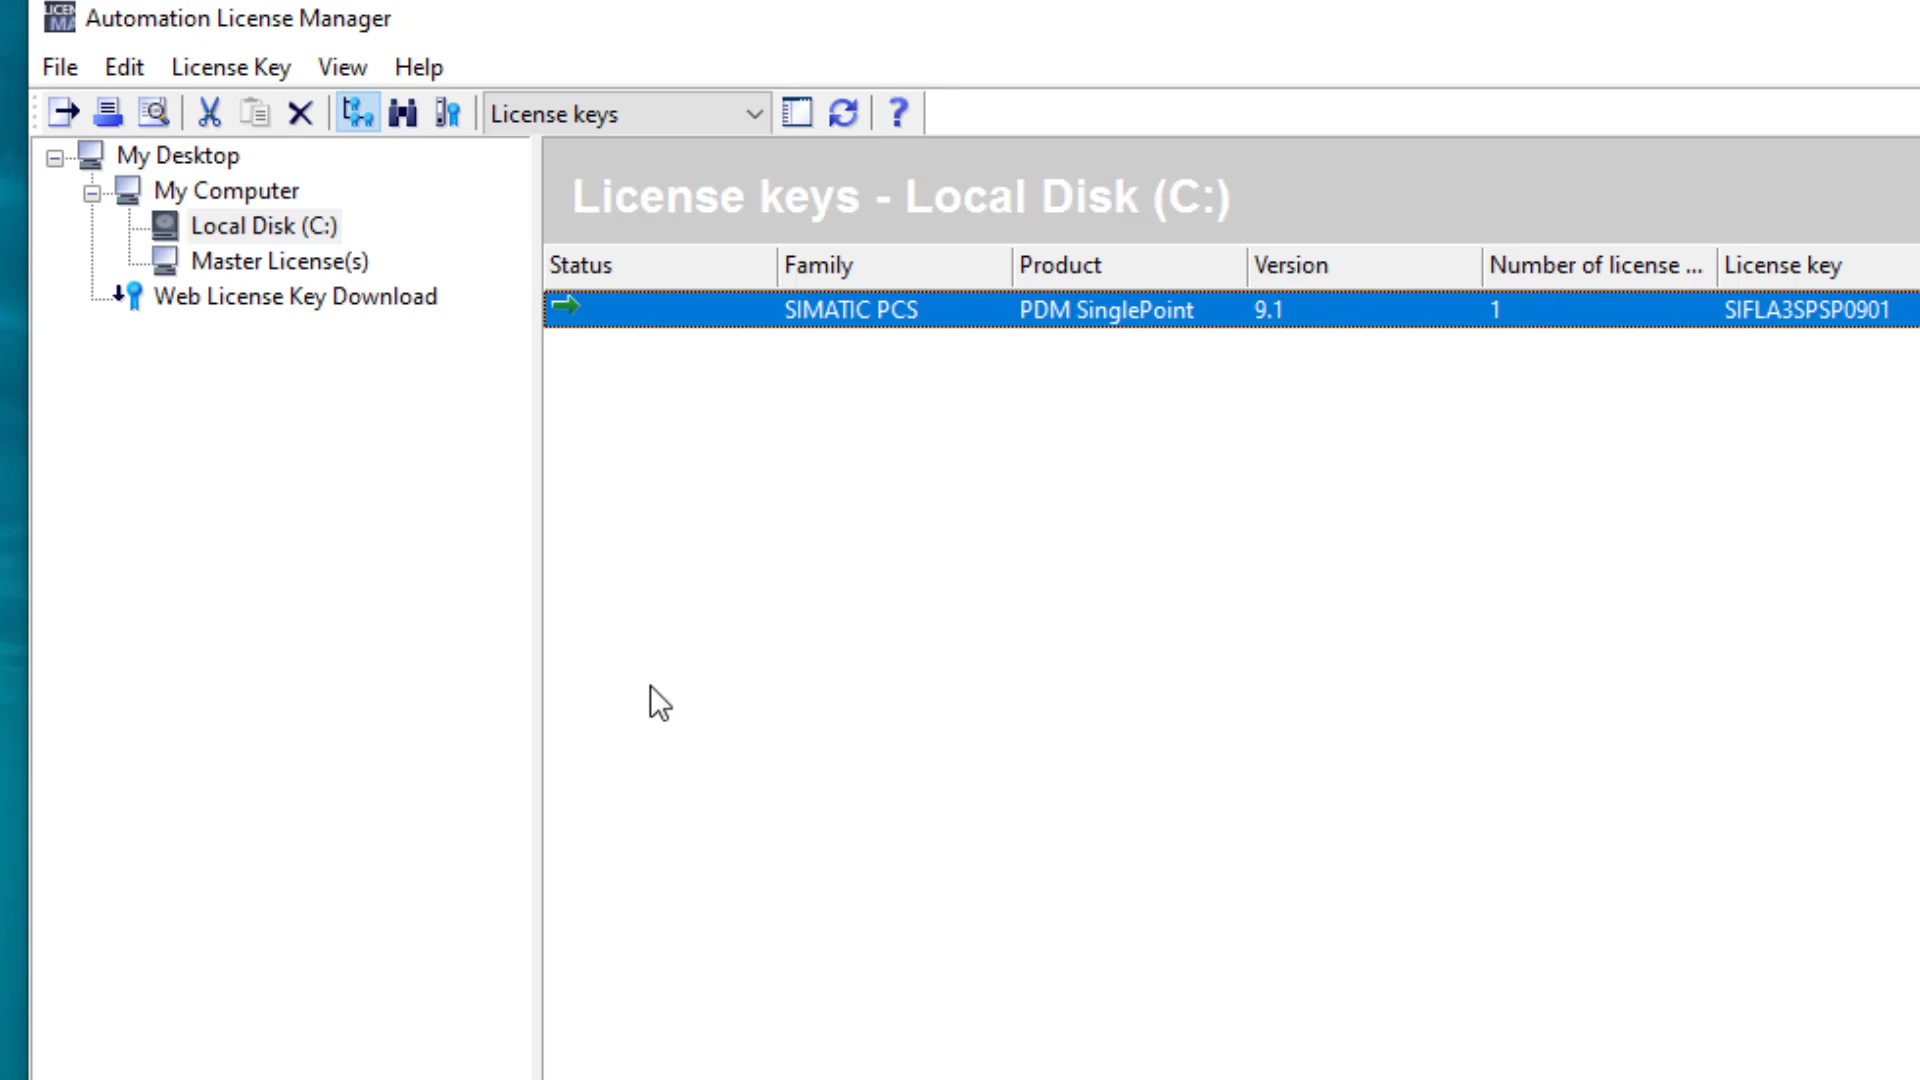 Automation License Manager
File Edit License Key View Help
License keys
My Desktop
My Computer
Local Disk (C:)
Master License(s)
Web License Key Download
License keys - Local Disk (C:)
Status Family Product Version Number of license ... License key
SIMATIC PCS PDM SinglePoint 9.1 1 SIFLA3SPSP0901